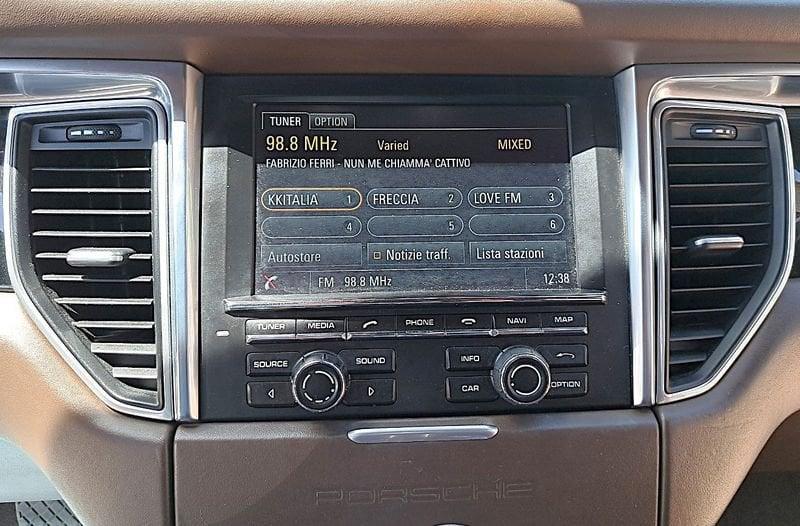 TUNER OPTION
98.8 MHz Varied MIXED
FABRIZIO FERRI - NUN ME CHIAMMA' CATTIVO
KKITALIA 1 FRECCIA 2 LOVE FM 3
4 5 6
Autostore Notizie traff. Lista stazioni
FM 98.8 MHz 12:38
TUNER MEDIA PHONE NAVI MAP
SOURCE SOUND INFO
CAR OPTION
PORSCHE